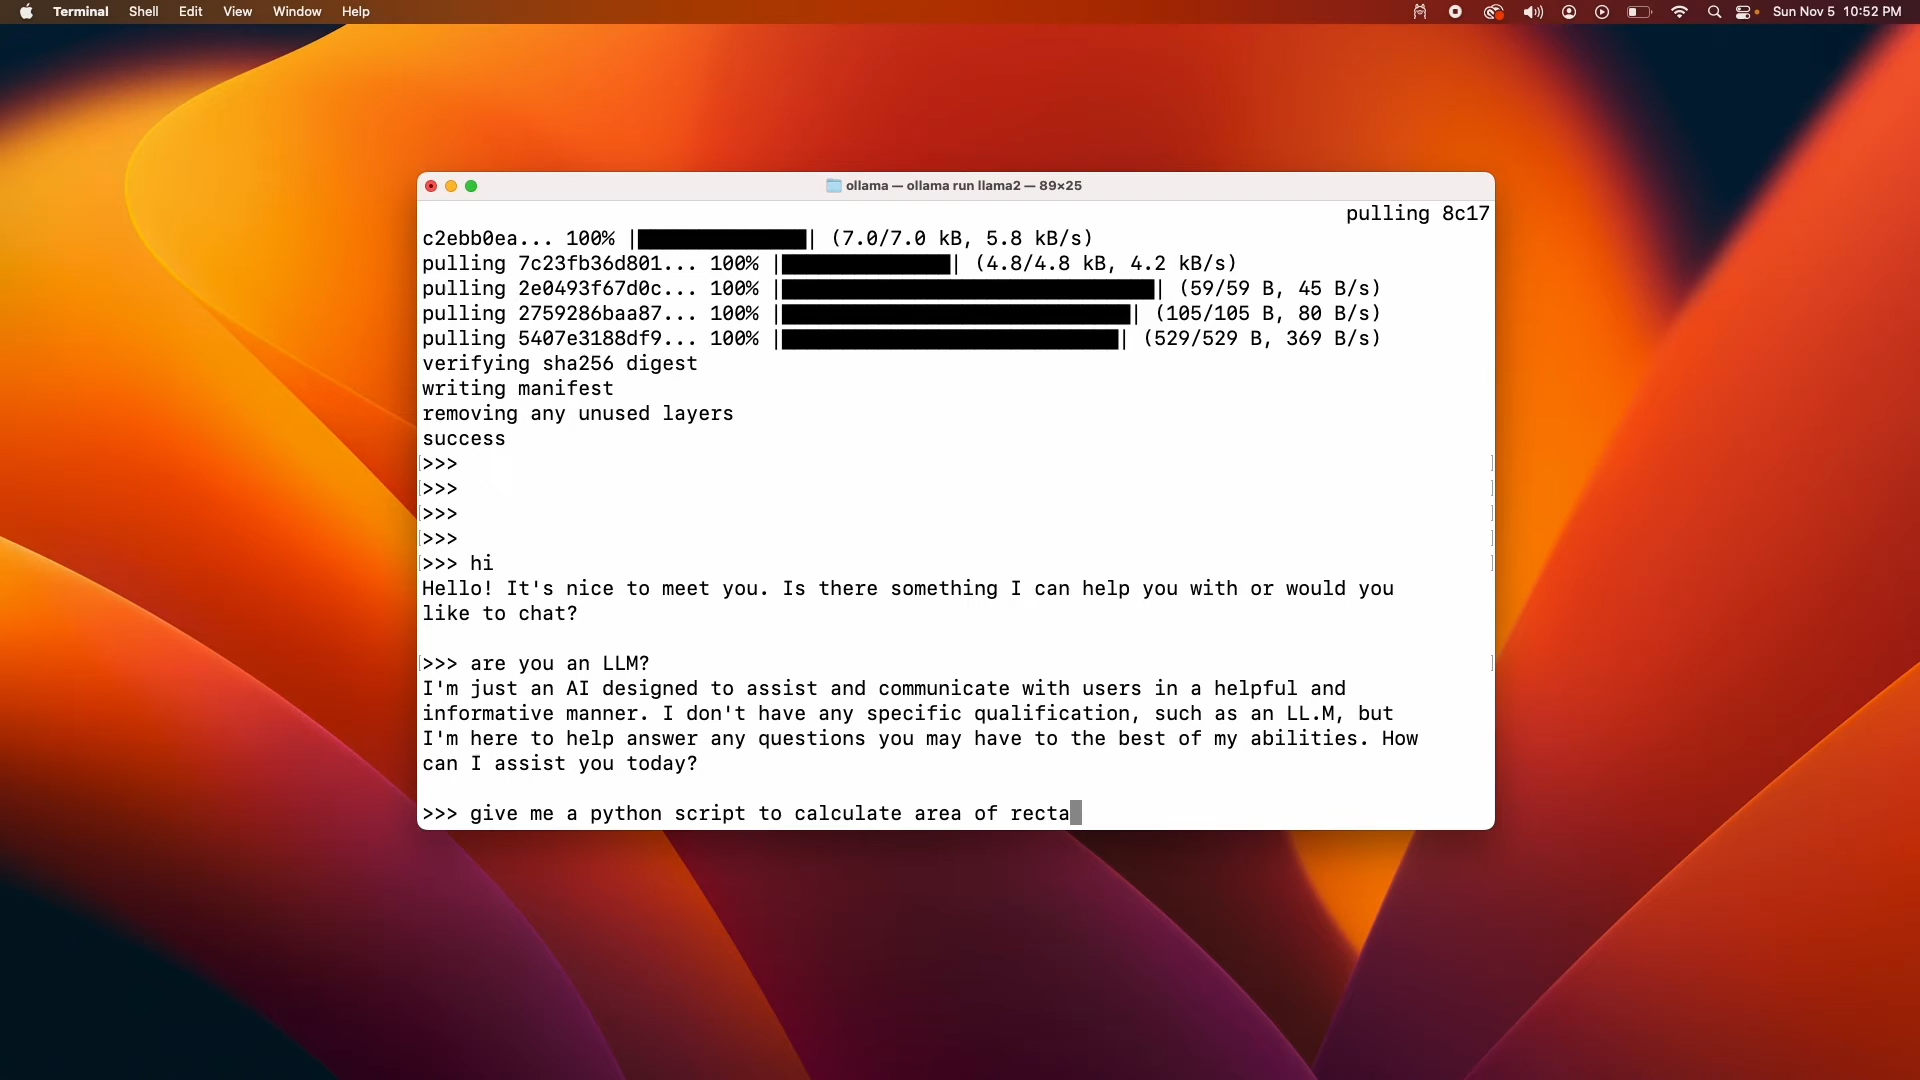 Terminal Shell Edit View Window Help Sun Nov 5 10:52 PM
ollama — ollama run llama2 — 89×25
pulling 8c17
c2ebb0ea... 100% || (7.0/7.0 kB, 5.8 kB/s)
pulling 7c23fb36d801... 100% || (4.8/4.8 kB, 4.2 kB/s)
pulling 2e0493f67d0c... 100% || (59/59 B, 45 B/s)
pulling 2759286baa87... 100% || (105/105 B, 80 B/s)
pulling 5407e3188df9... 100% || (529/529 B, 369 B/s)
verifying sha256 digest
writing manifest
removing any unused layers
success
[>>> ]
[>>> ]
[>>> ]
[>>> ]
[>>> hi ]
Hello! It's nice to meet you. Is there something I can help you with or would you
like to chat?
[>>> are you an LLM? ]
I'm just an AI designed to assist and communicate with users in a helpful and
informative manner. I don't have any specific qualification, such as an LL.M, but
I'm here to help answer any questions you may have to the best of my abilities. How
can I assist you today?
>>> give me a python script to calculate area of recta